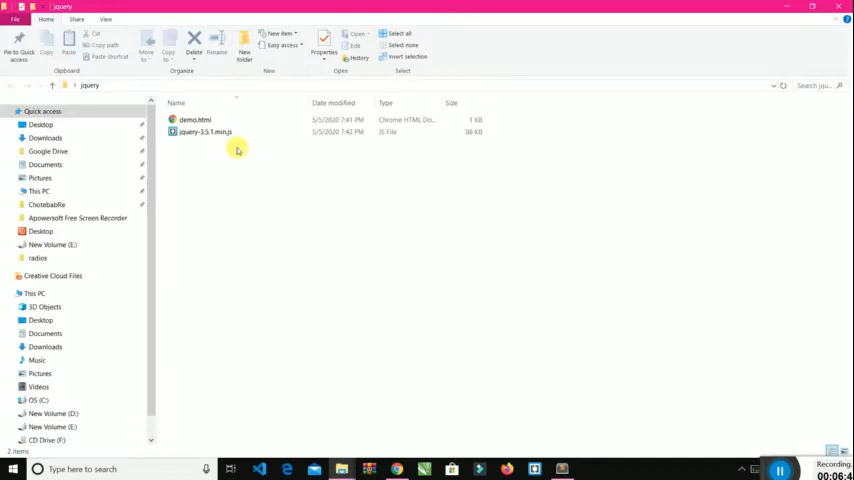 jquery
File Home Share View
Pin to Quick access
Copy
Paste
Cut
Copy path
Paste shortcut
Clipboard
Move to
Copy to
Delete
Rename
Organize
New folder
New item
Easy access
New
Properties
Open
Edit
History
Open
Select all
Select none
Invert selection
Select
jquery
Search jqu...
Name Date modified Type Size
demo.html 5/5/2020 7:41 PM Chrome HTML Do... 1 KB
jquery-3.5.1.min.js 5/5/2020 7:42 PM JS File 88 KB
Quick access
Desktop
Downloads
Google Drive
Documents
Pictures
This PC
ChotebabRe
Apowersoft Free Screen Recorder
Desktop
New Volume (E:)
radios
Creative Cloud Files
This PC
3D Objects
Desktop
Documents
Downloads
Music
Pictures
Videos
OS (C:)
New Volume (D:)
New Volume (E:)
CD Drive (F:)
2 items
Type here to search
Recording.
00:06:4